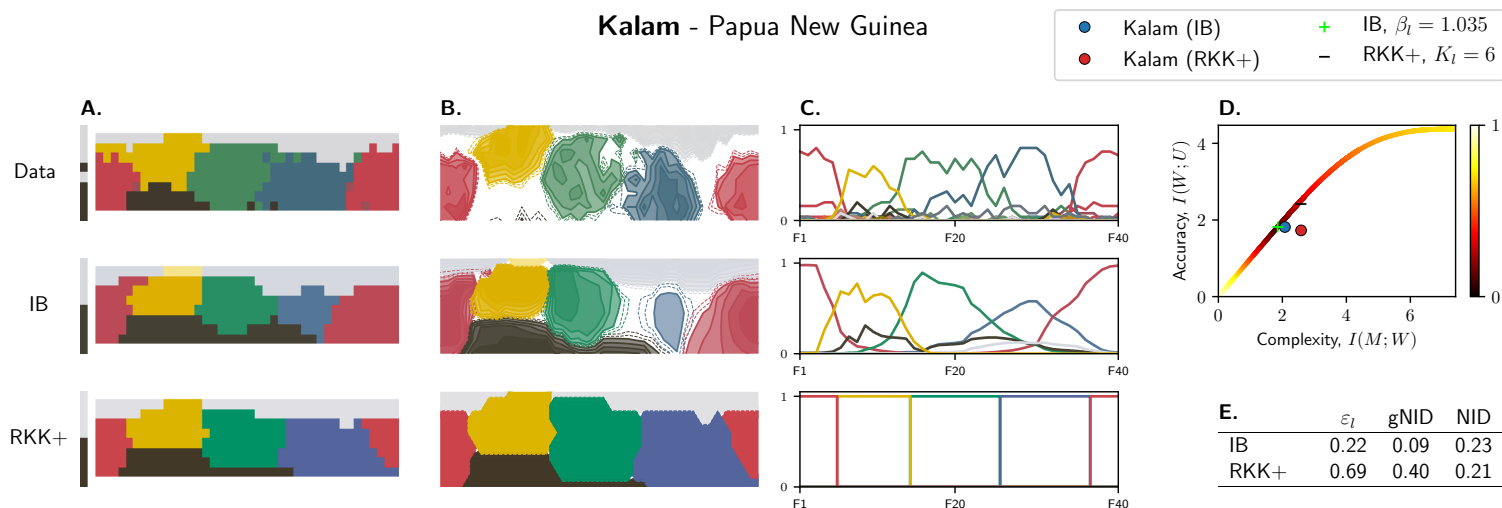 Kalam - Papua New Guinea
Kalam (IB)
Kalam (RKK+)
IB, $\beta_l = 1.035$
RKK+, $K_l = 6$
A.
B.
C.
D.
Data
IB
RKK+
1
0
F1
F20
F40
1
0
F1
F20
F40
1
0
F1
F20
F40
Accuracy, $I(W;U)$
4
2
0
0
2
4
6
Complexity, $I(M;W)$
1
0
E.
$\varepsilon_l$ gNID NID
IB 0.22 0.09 0.23
RKK+ 0.69 0.40 0.21